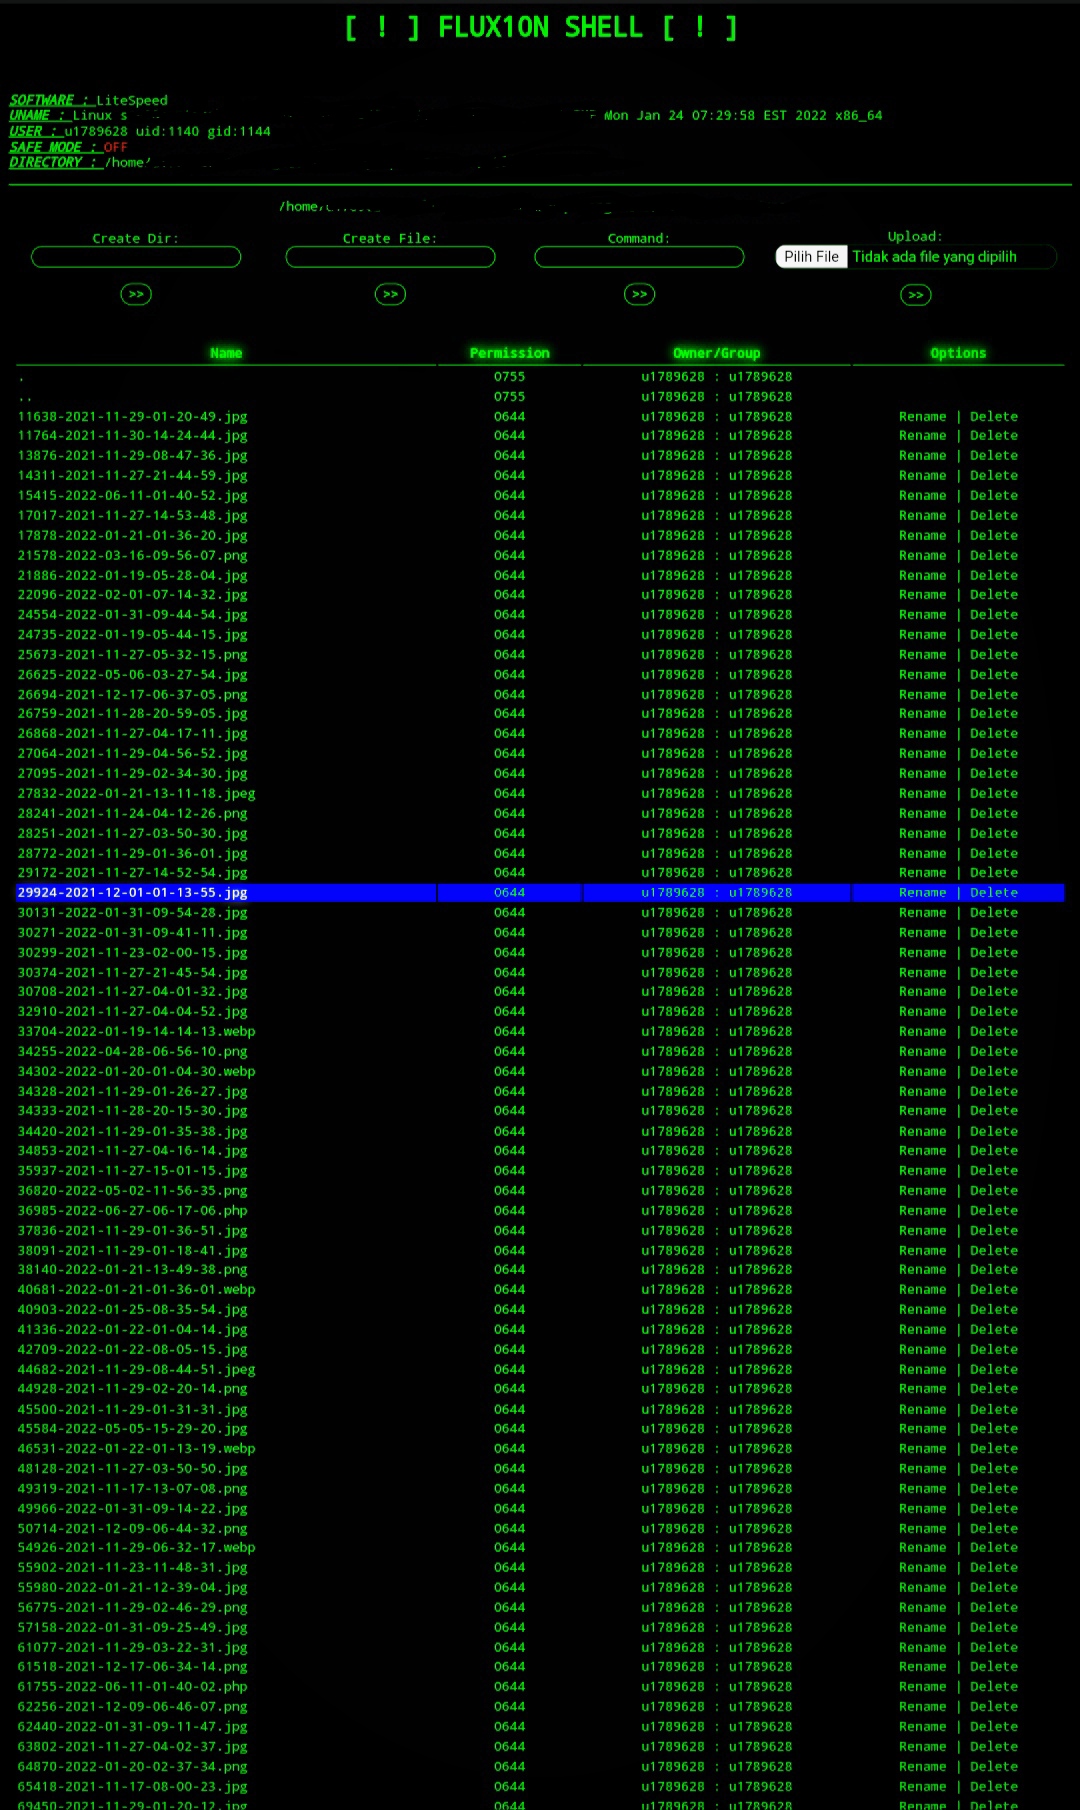 [ ! ] FLUX10N SHELL [ ! ]
SOFTWARE : LiteSpeed
UNAME : Linux s Mon Jan 24 07:29:58 EST 2022 x86_64
USER : u1789628 uid:1140 gid:1144
SAFE MODE : OFF
DIRECTORY : /home
/home/
Create Dir: Create File: Command: Upload:
Pilih File Tidak ada file yang dipilih
>> >> >> >>
Name Permission Owner/Group Options
. 0755 u1789628 : u1789628
.. 0755 u1789628 : u1789628
11638-2021-11-29-01-20-49.jpg 0644 u1789628 : u1789628 Rename | Delete
11764-2021-11-30-14-24-44.jpg 0644 u1789628 : u1789628 Rename | Delete
13876-2021-11-29-08-47-36.jpg 0644 u1789628 : u1789628 Rename | Delete
14311-2021-11-27-21-44-59.jpg 0644 u1789628 : u1789628 Rename | Delete
15415-2022-06-11-01-40-52.jpg 0644 u1789628 : u1789628 Rename | Delete
17017-2021-11-27-14-53-48.jpg 0644 u1789628 : u1789628 Rename | Delete
17878-2022-01-21-01-36-20.jpg 0644 u1789628 : u1789628 Rename | Delete
21578-2022-03-16-09-56-07.png 0644 u1789628 : u1789628 Rename | Delete
21886-2022-01-19-05-28-04.jpg 0644 u1789628 : u1789628 Rename | Delete
22096-2022-02-01-07-14-32.jpg 0644 u1789628 : u1789628 Rename | Delete
24554-2022-01-31-09-44-54.jpg 0644 u1789628 : u1789628 Rename | Delete
24735-2022-01-19-05-44-15.jpg 0644 u1789628 : u1789628 Rename | Delete
25673-2021-11-27-05-32-15.png 0644 u1789628 : u1789628 Rename | Delete
26625-2022-05-06-03-27-54.jpg 0644 u1789628 : u1789628 Rename | Delete
26694-2021-12-17-06-37-05.png 0644 u1789628 : u1789628 Rename | Delete
26759-2021-11-28-20-59-05.jpg 0644 u1789628 : u1789628 Rename | Delete
26868-2021-11-27-04-17-11.jpg 0644 u1789628 : u1789628 Rename | Delete
27064-2021-11-29-04-56-52.jpg 0644 u1789628 : u1789628 Rename | Delete
27095-2021-11-29-02-34-30.jpg 0644 u1789628 : u1789628 Rename | Delete
27832-2022-01-21-13-11-18.jpeg 0644 u1789628 : u1789628 Rename | Delete
28241-2021-11-24-04-12-26.png 0644 u1789628 : u1789628 Rename | Delete
28251-2021-11-27-03-50-30.jpg 0644 u1789628 : u1789628 Rename | Delete
28772-2021-11-29-01-36-01.jpg 0644 u1789628 : u1789628 Rename | Delete
29172-2021-11-27-14-52-54.jpg 0644 u1789628 : u1789628 Rename | Delete
29924-2021-12-01-01-13-55.jpg 0644 u1789628 : u1789628 Rename | Delete
30131-2022-01-31-09-54-28.jpg 0644 u1789628 : u1789628 Rename | Delete
30271-2022-01-31-09-41-11.jpg 0644 u1789628 : u1789628 Rename | Delete
30299-2021-11-23-02-00-15.jpg 0644 u1789628 : u1789628 Rename | Delete
30374-2021-11-27-21-45-54.jpg 0644 u1789628 : u1789628 Rename | Delete
30708-2021-11-27-04-01-32.jpg 0644 u1789628 : u1789628 Rename | Delete
32910-2021-11-27-04-04-52.jpg 0644 u1789628 : u1789628 Rename | Delete
33704-2022-01-19-14-14-13.webp 0644 u1789628 : u1789628 Rename | Delete
34255-2022-04-28-06-56-10.png 0644 u1789628 : u1789628 Rename | Delete
34302-2022-01-20-01-04-30.webp 0644 u1789628 : u1789628 Rename | Delete
34328-2021-11-29-01-26-27.jpg 0644 u1789628 : u1789628 Rename | Delete
34333-2021-11-28-20-15-30.jpg 0644 u1789628 : u1789628 Rename | Delete
34420-2021-11-29-01-35-38.jpg 0644 u1789628 : u1789628 Rename | Delete
34853-2021-11-27-04-16-14.jpg 0644 u1789628 : u1789628 Rename | Delete
35937-2021-11-27-15-01-15.jpg 0644 u1789628 : u1789628 Rename | Delete
36820-2022-05-02-11-56-35.png 0644 u1789628 : u1789628 Rename | Delete
36985-2022-06-27-06-17-06.php 0644 u1789628 : u1789628 Rename | Delete
37836-2021-11-29-01-36-51.jpg 0644 u1789628 : u1789628 Rename | Delete
38091-2021-11-29-01-18-41.jpg 0644 u1789628 : u1789628 Rename | Delete
38140-2022-01-21-13-49-38.png 0644 u1789628 : u1789628 Rename | Delete
40681-2022-01-21-01-36-01.webp 0644 u1789628 : u1789628 Rename | Delete
40903-2022-01-25-08-35-54.jpg 0644 u1789628 : u1789628 Rename | Delete
41336-2022-01-22-01-04-14.jpg 0644 u1789628 : u1789628 Rename | Delete
42709-2022-01-22-08-05-15.jpg 0644 u1789628 : u1789628 Rename | Delete
44682-2021-11-29-08-44-51.jpeg 0644 u1789628 : u1789628 Rename | Delete
44928-2021-11-29-02-20-14.png 0644 u1789628 : u1789628 Rename | Delete
45500-2021-11-29-01-31-31.jpg 0644 u1789628 : u1789628 Rename | Delete
45584-2022-05-05-15-29-20.jpg 0644 u1789628 : u1789628 Rename | Delete
46531-2022-01-22-01-13-19.webp 0644 u1789628 : u1789628 Rename | Delete
48128-2021-11-27-03-50-50.jpg 0644 u1789628 : u1789628 Rename | Delete
49319-2021-11-17-13-07-08.png 0644 u1789628 : u1789628 Rename | Delete
49966-2022-01-31-09-14-22.jpg 0644 u1789628 : u1789628 Rename | Delete
50714-2021-12-09-06-44-32.png 0644 u1789628 : u1789628 Rename | Delete
54926-2021-11-29-06-32-17.webp 0644 u1789628 : u1789628 Rename | Delete
55902-2021-11-23-11-48-31.jpg 0644 u1789628 : u1789628 Rename | Delete
55980-2022-01-21-12-39-04.jpg 0644 u1789628 : u1789628 Rename | Delete
56775-2021-11-29-02-46-29.png 0644 u1789628 : u1789628 Rename | Delete
57158-2022-01-31-09-25-49.jpg 0644 u1789628 : u1789628 Rename | Delete
61077-2021-11-29-03-22-31.jpg 0644 u1789628 : u1789628 Rename | Delete
61518-2021-12-17-06-34-14.png 0644 u1789628 : u1789628 Rename | Delete
61755-2022-06-11-01-40-02.php 0644 u1789628 : u1789628 Rename | Delete
62256-2021-12-09-06-46-07.png 0644 u1789628 : u1789628 Rename | Delete
62440-2022-01-31-09-11-47.jpg 0644 u1789628 : u1789628 Rename | Delete
63802-2021-11-27-04-02-37.jpg 0644 u1789628 : u1789628 Rename | Delete
64870-2022-01-20-02-37-34.png 0644 u1789628 : u1789628 Rename | Delete
65418-2021-11-17-08-00-23.jpg 0644 u1789628 : u1789628 Rename | Delete
69450-2021-11-29-01-20-12.jpg 0644 u1789628 : u1789628 Rename | Delete